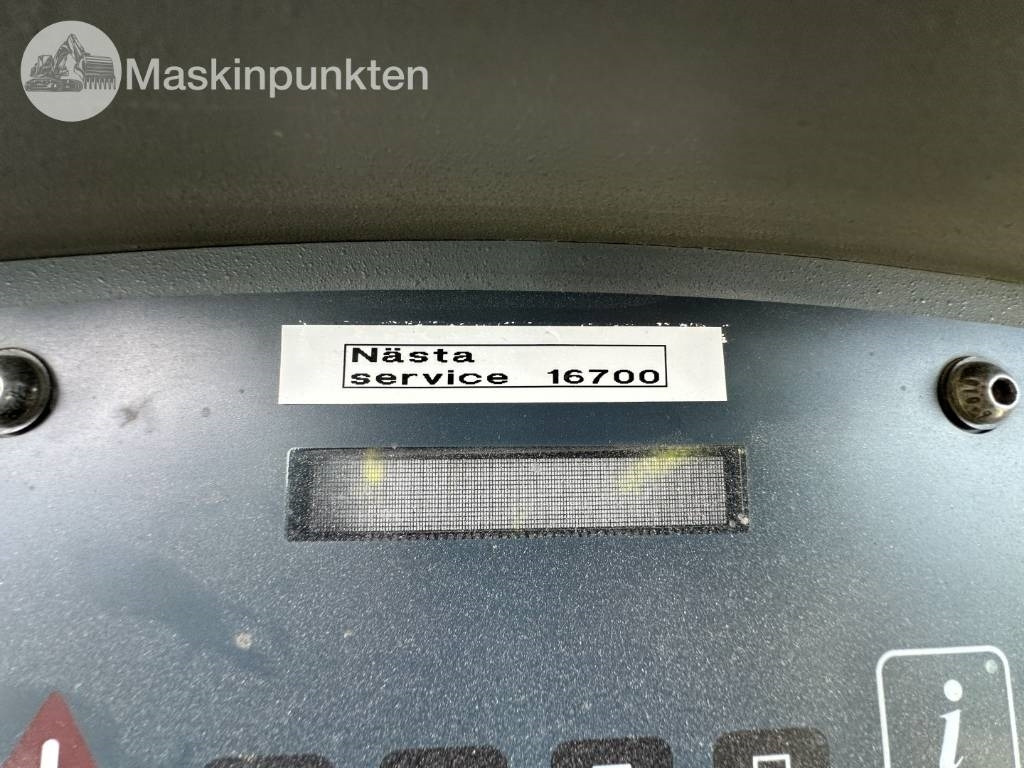 Maskinpunkten
Nästa
service 16700
i